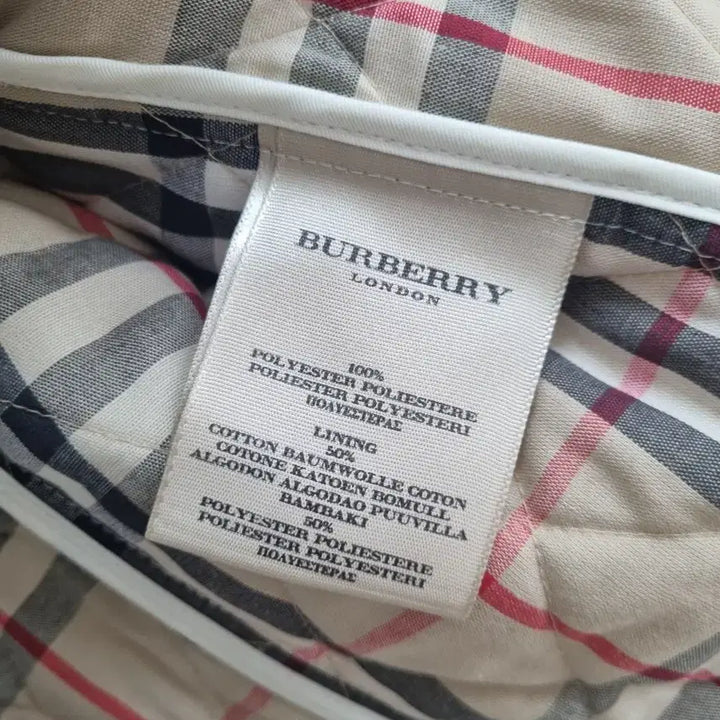 BURBERRY
LONDON
100%
POLYESTER POLIESTERE
POLIESTER POLYESTERI
ΠΟΛΥΕΣΤΕΡΑΣ
LINING
50%
COTTON BAUMWOLLE COTON
COTONE KATOEN BOMULL
ALGODON ALGODAO PUUVILLA
BAMBAKI
50%
POLYESTER POLIESTERE
POLIESTER POLYESTERI
ΠΟΛΥΕΣΤΕΡΑΣ